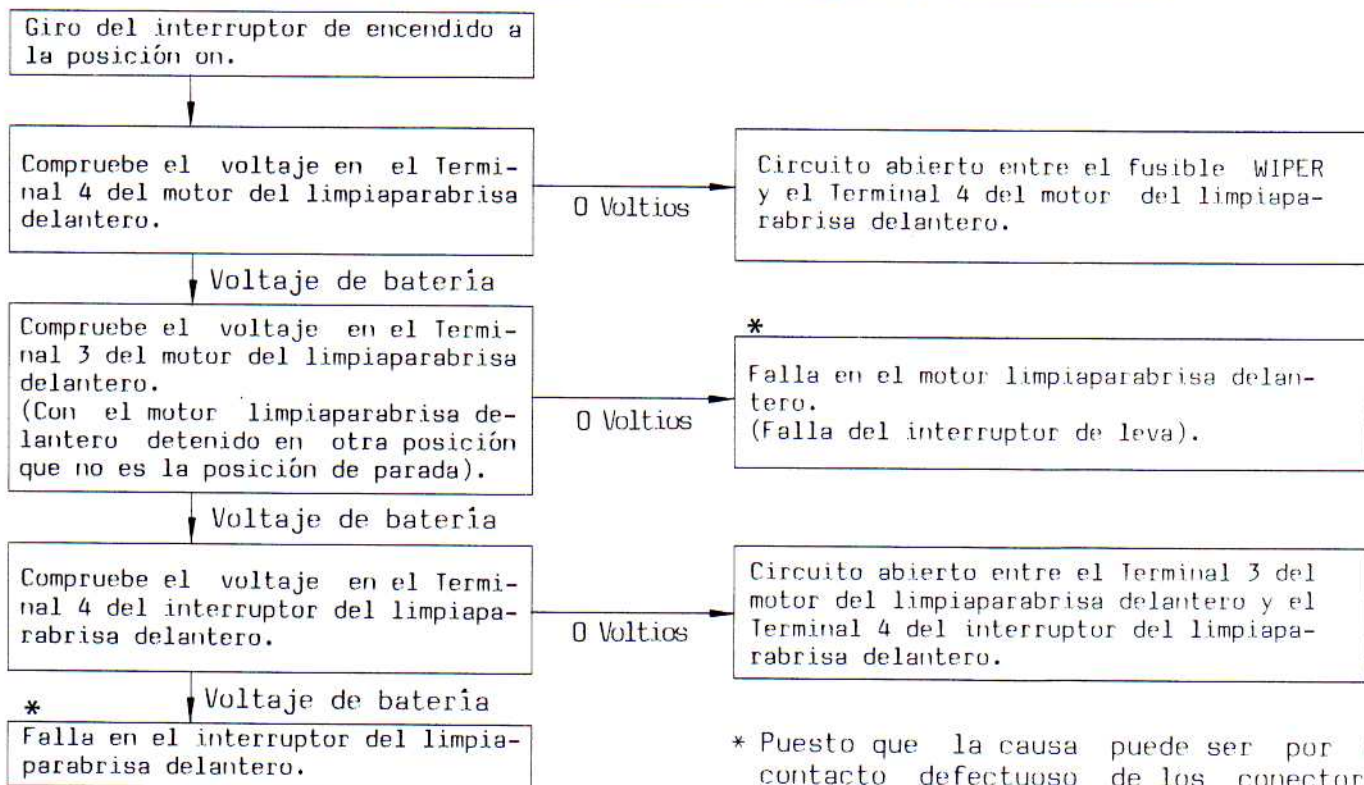 Giro del interruptor de encendido a
la posición on.
Compruebe el voltaje en el Termi-
nal 4 del motor del limpiaparabrisa
delantero.
0 Voltios
Circuito abierto entre el fusible WIPER
y el Terminal 4 del motor del limpiapa-
rabrisa delantero.
Voltaje de batería
Compruebe el voltaje en el Termi-
nal 3 del motor del limpiaparabrisa
delantero.
(Con el motor limpiaparabrisa de-
lantero detenido en otra posición
que no es la posición de parada).
0 Voltios
*
Falla en el motor limpiaparabrisa delan-
tero.
(Falla del interruptor de leva).
Voltaje de batería
Compruebe el voltaje en el Termi-
nal 4 del interruptor del limpiapa-
rabrisa delantero.
0 Voltios
Circuito abierto entre el Terminal 3 del
motor del limpiaparabrisa delantero y el
Terminal 4 del interruptor del limpiapa-
rabrisa delantero.
Voltaje de batería
*
Falla en el interruptor del limpia-
parabrisa delantero.
* Puesto que la causa puede ser por
contacto defectuoso de los conector